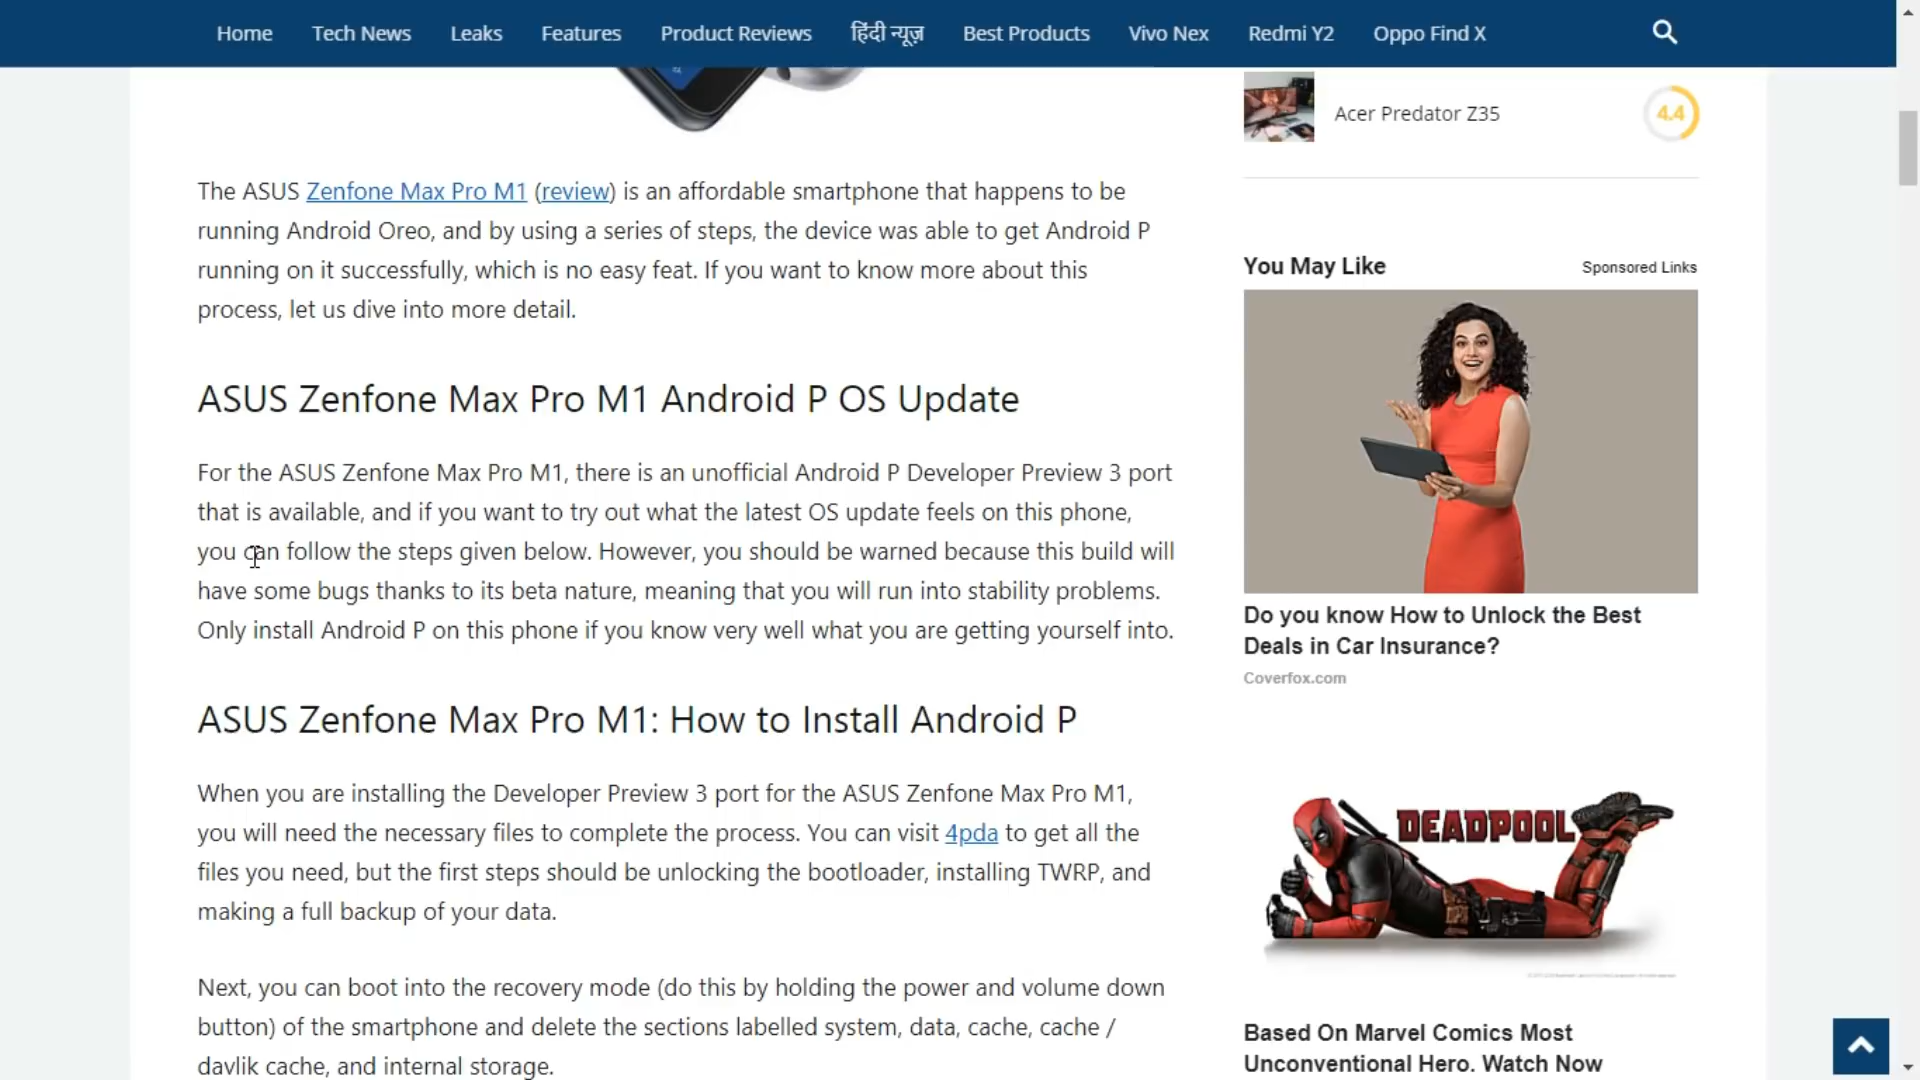 Home Tech News Leaks Features Product Reviews हिंदी न्यूज़ Best Products Vivo Nex Redmi Y2 Oppo Find X
The ASUS Zenfone Max Pro M1 (review) is an affordable smartphone that happens to be
running Android Oreo, and by using a series of steps, the device was able to get Android P
running on it successfully, which is no easy feat. If you want to know more about this
process, let us dive into more detail.
ASUS Zenfone Max Pro M1 Android P OS Update
For the ASUS Zenfone Max Pro M1, there is an unofficial Android P Developer Preview 3 port
that is available, and if you want to try out what the latest OS update feels on this phone,
you can follow the steps given below. However, you should be warned because this build will
have some bugs thanks to its beta nature, meaning that you will run into stability problems.
Only install Android P on this phone if you know very well what you are getting yourself into.
ASUS Zenfone Max Pro M1: How to Install Android P
When you are installing the Developer Preview 3 port for the ASUS Zenfone Max Pro M1,
you will need the necessary files to complete the process. You can visit 4pda to get all the
files you need, but the first steps should be unlocking the bootloader, installing TWRP, and
making a full backup of your data.
Next, you can boot into the recovery mode (do this by holding the power and volume down
button) of the smartphone and delete the sections labelled system, data, cache, cache /
davlik cache, and internal storage.
Acer Predator Z35 4.4
You May Like Sponsored Links
Do you know How to Unlock the Best
Deals in Car Insurance?
Coverfox.com
DEADPOOL
Based On Marvel Comics Most
Unconventional Hero. Watch Now